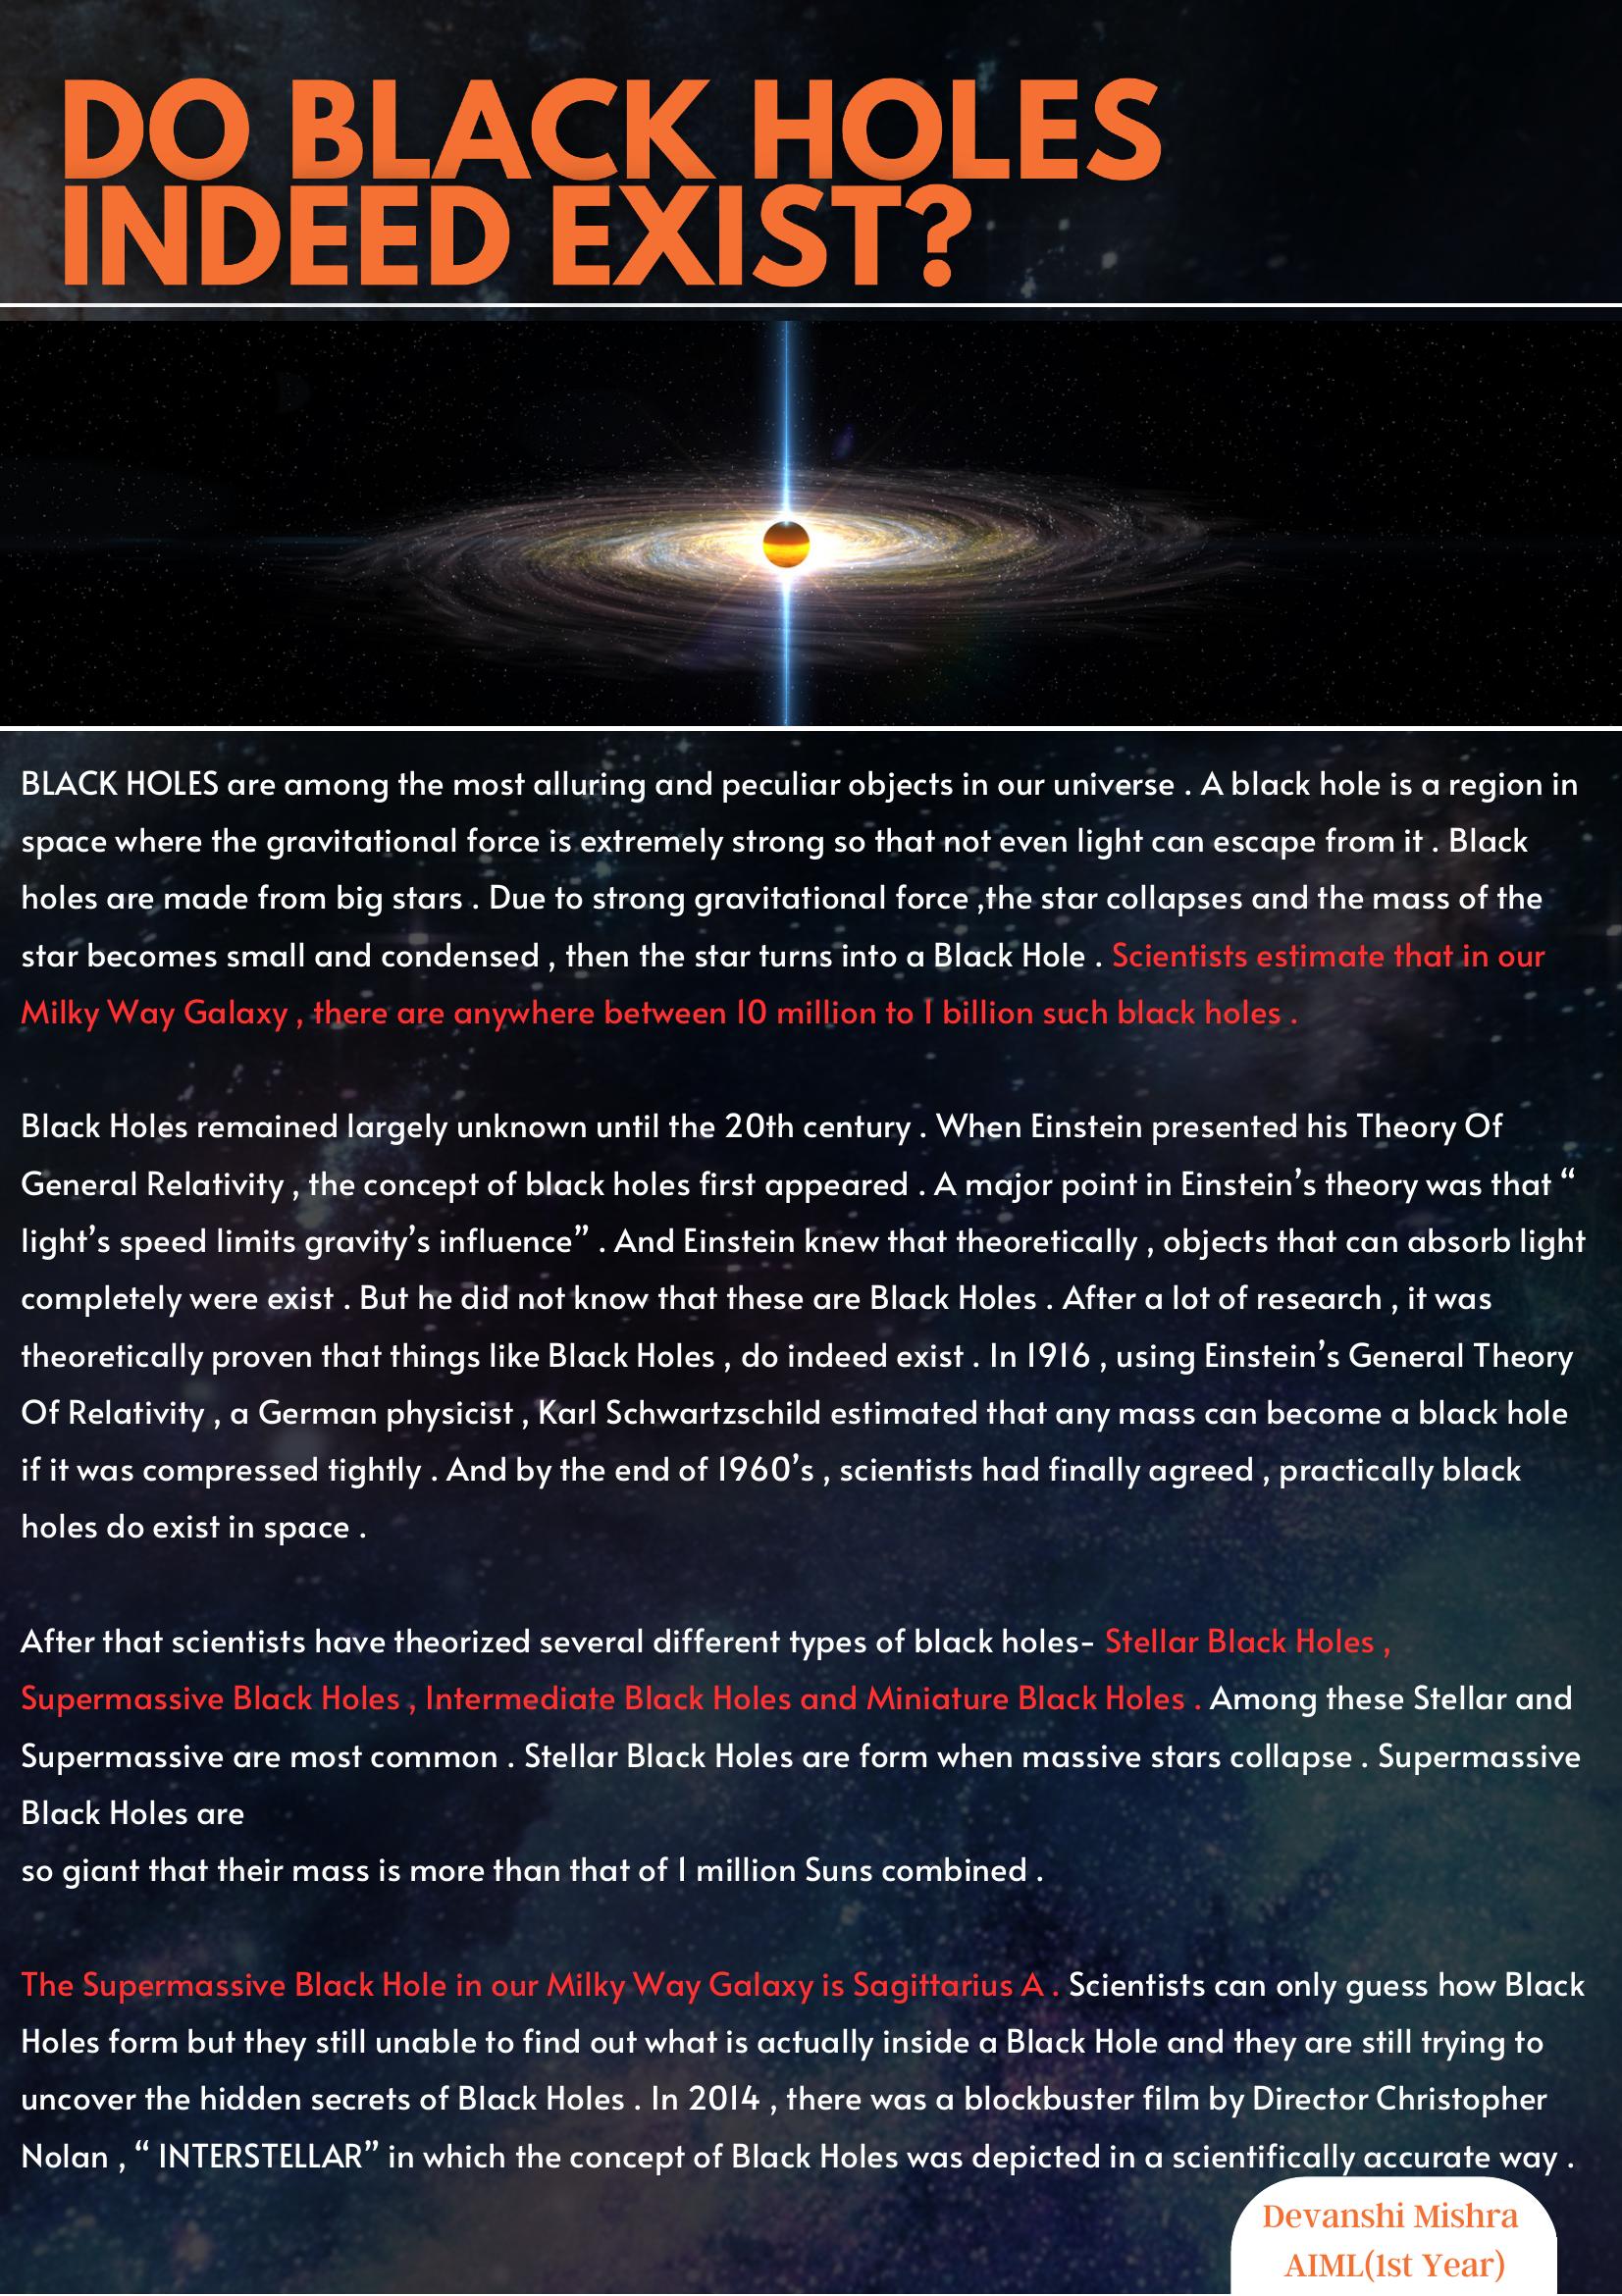 DO BLACK HOLES
INDEED EXIST?
BLACK HOLES are among the most alluring and peculiar objects in our universe . A black hole is a region in
space where the gravitational force is extremely strong so that not even light can escape from it . Black
holes are made from big stars . Due to strong gravitational force ,the star collapses and the mass of the
star becomes small and condensed , then the star turns into a Black Hole . Scientists estimate that in our
Milky Way Galaxy , there are anywhere between 10 million to 1 billion such black holes .
Black Holes remained largely unknown until the 20th century . When Einstein presented his Theory Of
General Relativity , the concept of black holes first appeared . A major point in Einstein’s theory was that “
light’s speed limits gravity’s influence” . And Einstein knew that theoretically , objects that can absorb light
completely were exist . But he did not know that these are Black Holes . After a lot of research , it was
theoretically proven that things like Black Holes , do indeed exist . In 1916 , using Einstein’s General Theory
Of Relativity , a German physicist , Karl Schwartzschild estimated that any mass can become a black hole
if it was compressed tightly . And by the end of 1960’s , scientists had finally agreed , practically black
holes do exist in space .
After that scientists have theorized several different types of black holes- Stellar Black Holes ,
Supermassive Black Holes , Intermediate Black Holes and Miniature Black Holes . Among these Stellar and
Supermassive are most common . Stellar Black Holes are form when massive stars collapse . Supermassive
Black Holes are
so giant that their mass is more than that of 1 million Suns combined .
The Supermassive Black Hole in our Milky Way Galaxy is Sagittarius A . Scientists can only guess how Black
Holes form but they still unable to find out what is actually inside a Black Hole and they are still trying to
uncover the hidden secrets of Black Holes . In 2014 , there was a blockbuster film by Director Christopher
Nolan , “ INTERSTELLAR” in which the concept of Black Holes was depicted in a scientifically accurate way .
Devanshi Mishra
AIML(1st Year)